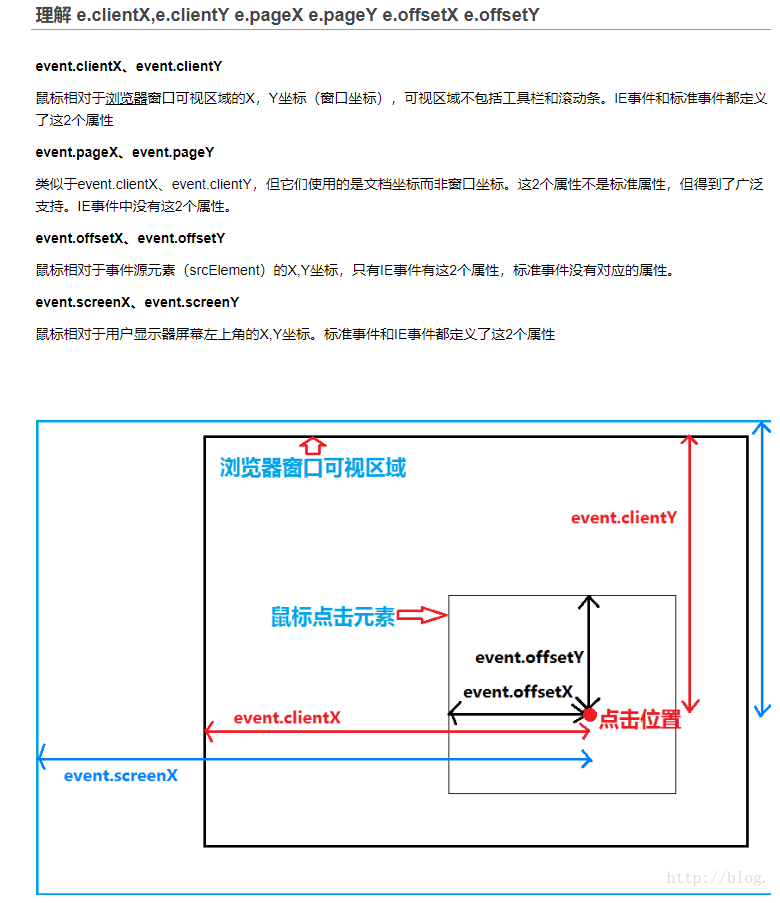 理解 e.clientX,e.clientY e.pageX e.pageY e.offsetX e.offsetY
event.clientX、event.clientY
鼠标相对于浏览器窗口可视区域的X，Y坐标（窗口坐标），可视区域不包括工具栏和滚动条。IE事件和标准事件都定义
了这2个属性
event.pageX、event.pageY
类似于event.clientX、event.clientY，但它们使用的是文档坐标而非窗口坐标。这2个属性不是标准属性，但得到了广泛
支持。IE事件中没有这2个属性。
event.offsetX、event.offsetY
鼠标相对于事件源元素（srcElement）的X,Y坐标，只有IE事件有这2个属性，标准事件没有对应的属性。
event.screenX、event.screenY
鼠标相对于用户显示器屏幕左上角的X,Y坐标。标准事件和IE事件都定义了这2个属性
浏览器窗口可视区域
event.clientY
鼠标点击元素
event.offsetY
event.offsetX
event.clientX
点击位置
event.screenX
http://blog.